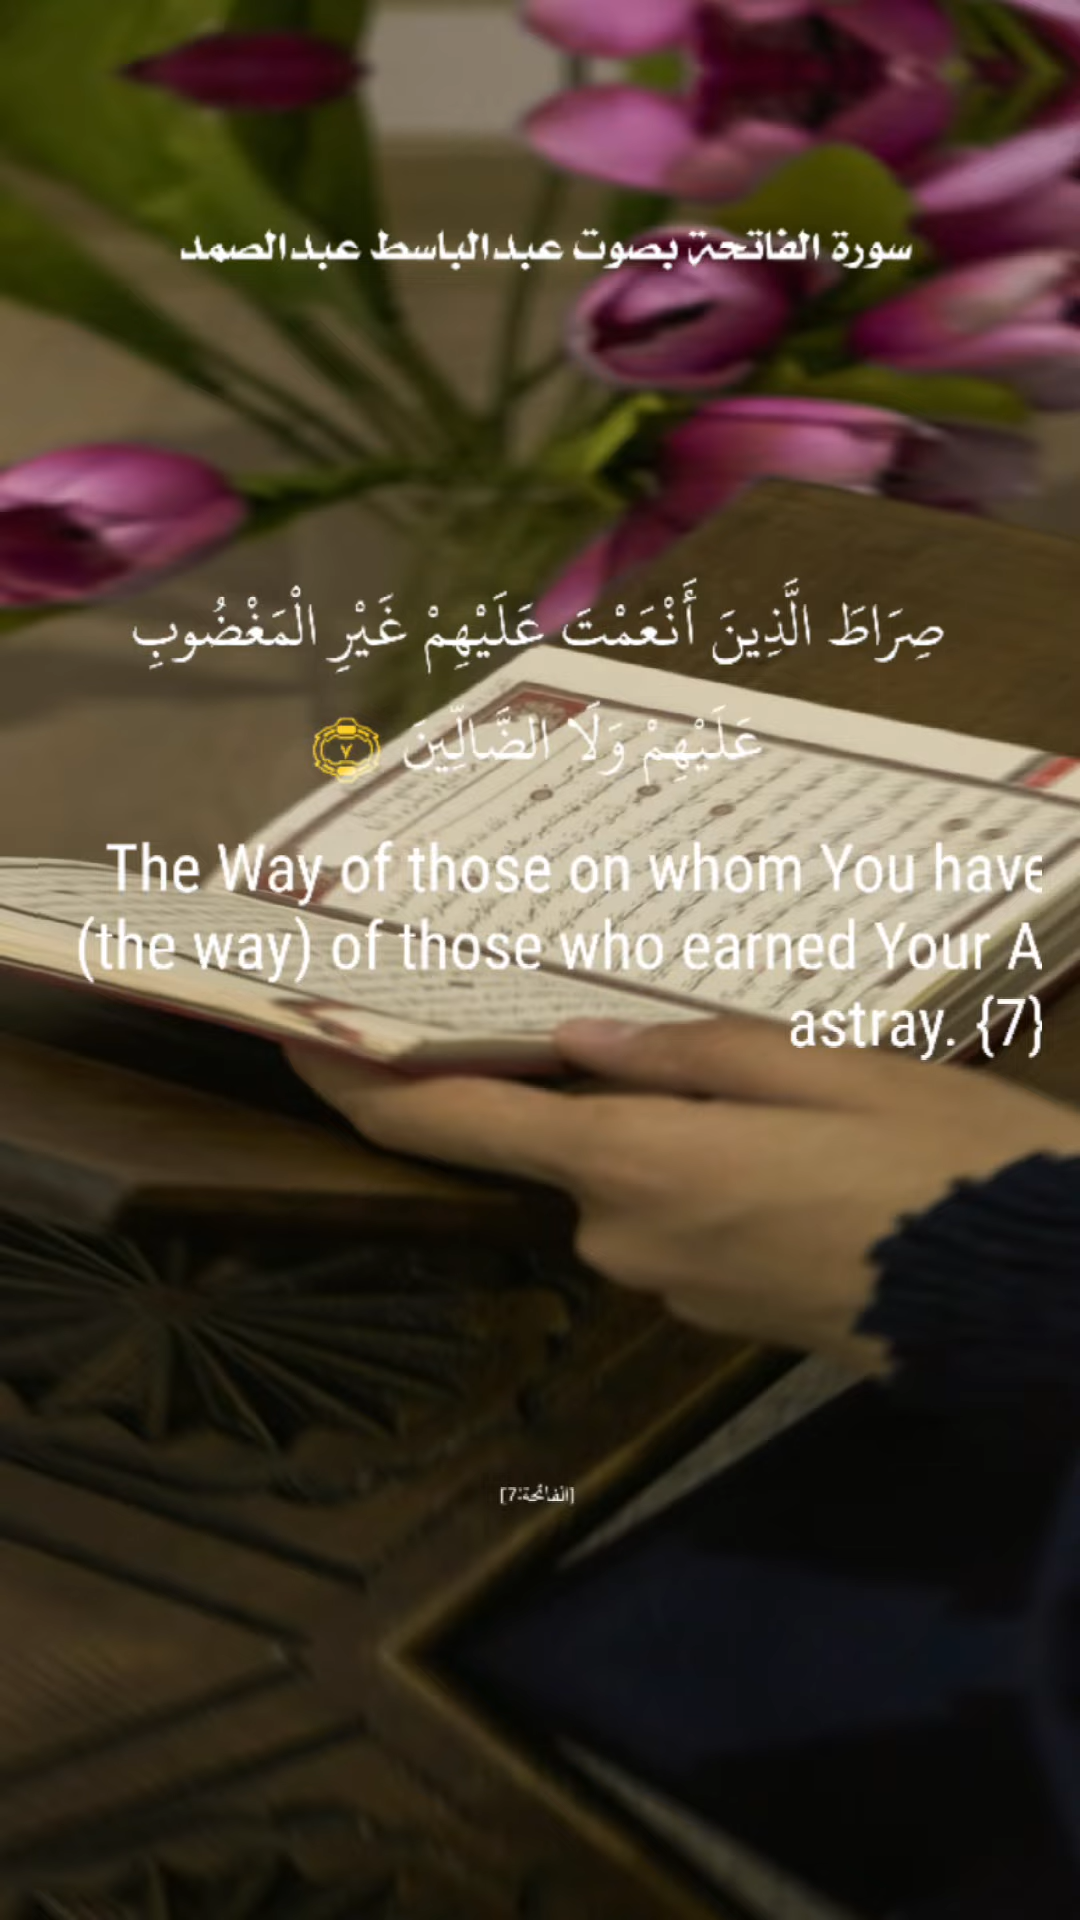 سورة الفاتحة بصوت عبدالباسط عبدالصمد
صِرَاطَ الَّذِينَ أَنْعَمْتَ عَلَيْهِمْ غَيْرِ الْمَغْضُوبِ
عَلَيْهِمْ وَلَا الضَّالِّينَ ٧
The Way of those on whom You have
(the way) of those who earned Your A
astray. {7}
[الفاتحة:7]